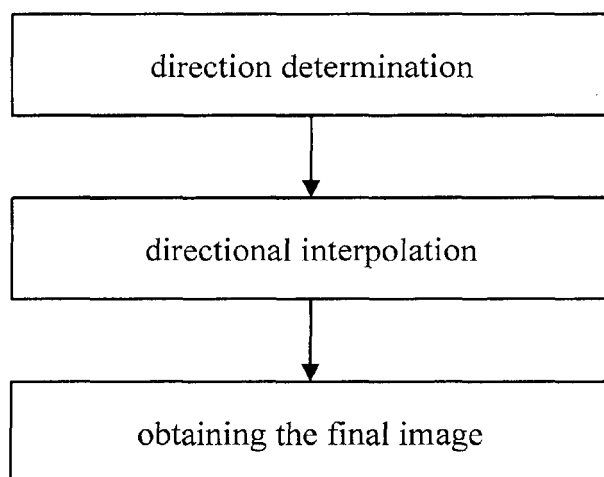 direction determination
directional interpolation
obtaining the final image